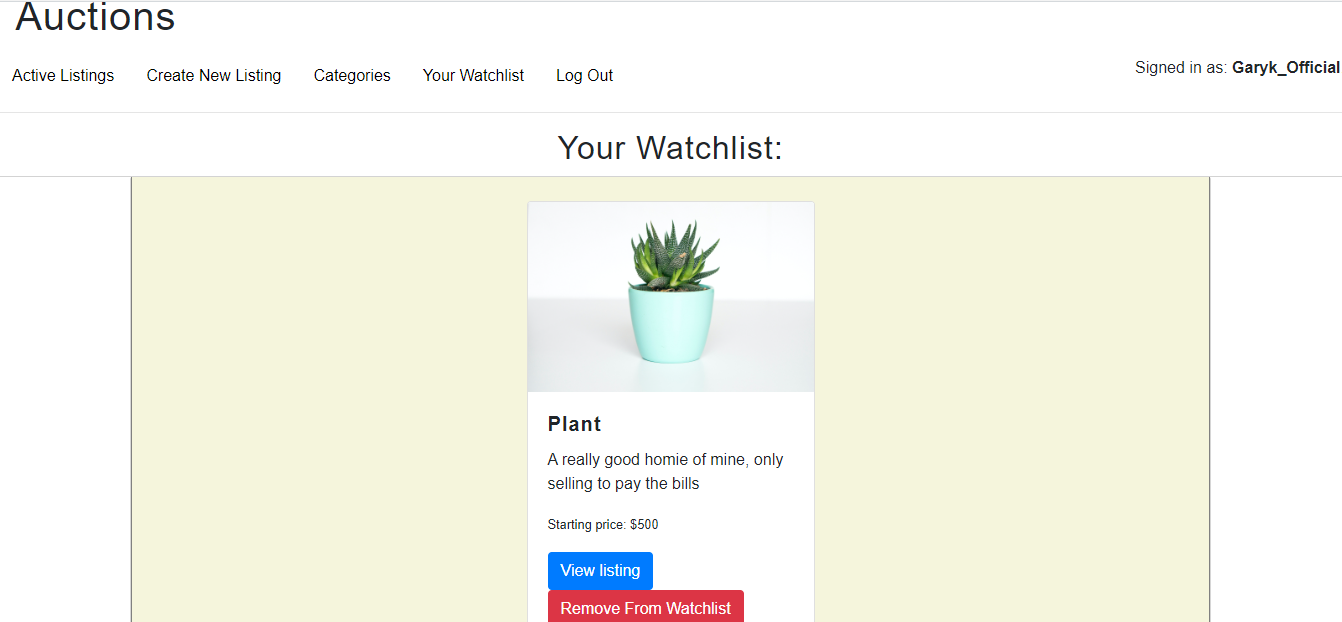 Auctions
Active Listings Create New Listing Categories Your Watchlist Log Out
Signed in as: Garyk_Official
Your Watchlist:
Plant
A really good homie of mine, only
selling to pay the bills
Starting price: $500
View listing
Remove From Watchlist